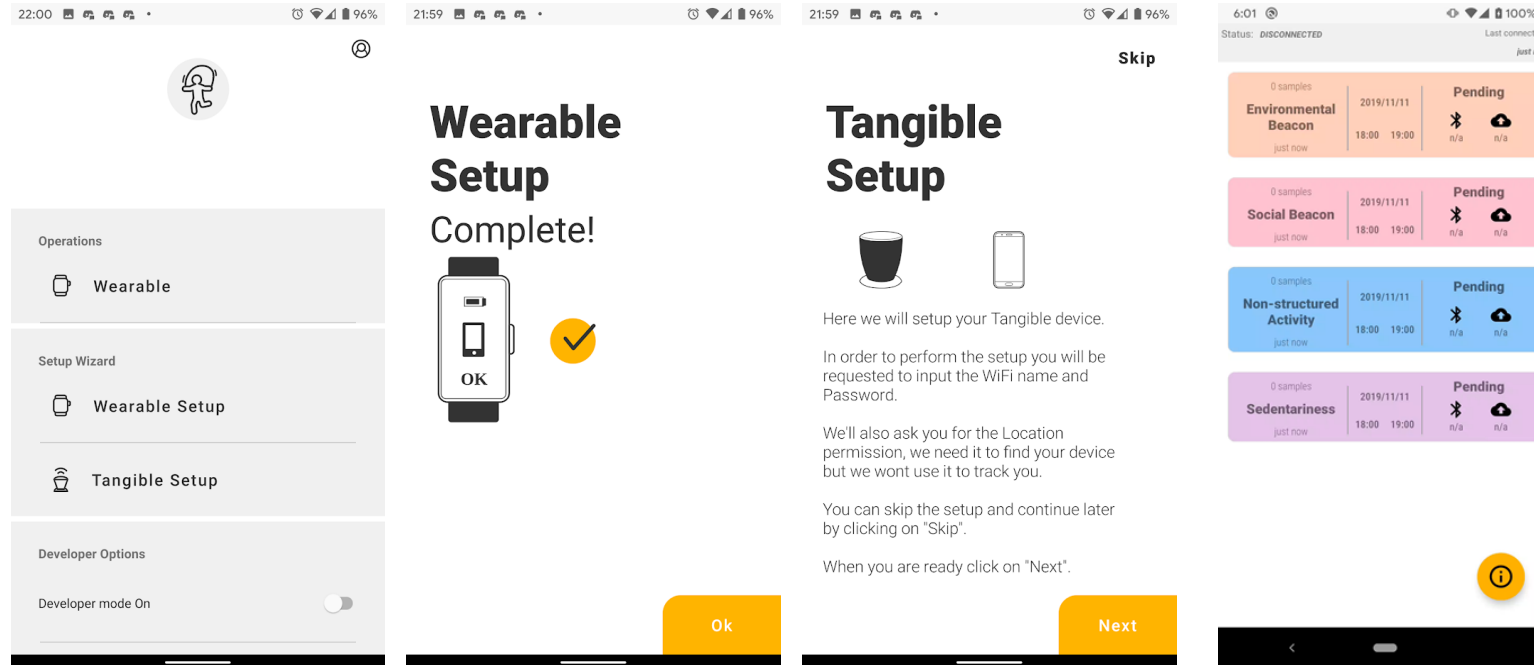 22:00 96%
Operations
Wearable
Setup Wizard
Wearable Setup
Tangible Setup
Developer Options
Developer mode On
21:59 96%
Wearable
Setup
Complete!
OK
Ok
21:59 96%
Skip
Tangible
Setup
Here we will setup your Tangible device.
In order to perform the setup you will be
requested to input the WiFi name and
Password.
We'll also ask you for the Location
permission, we need it to find your device
but we wont use it to track you.
You can skip the setup and continue later
by clicking on "Skip".
When you are ready click on "Next".
Next
6:01 100%
Status: DISCONNECTED Last connect
just
0 samples
Environmental
Beacon
just now
2019/11/11
18:00 19:00
Pending
n/a n/a
0 samples
Social Beacon
just now
2019/11/11
18:00 19:00
Pending
n/a n/a
0 samples
Non-structured
Activity
just now
2019/11/11
18:00 19:00
Pending
n/a n/a
0 samples
Sedentariness
just now
2019/11/11
18:00 19:00
Pending
n/a n/a